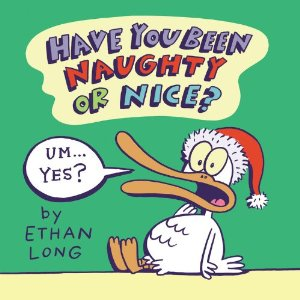 HAVE YOU BEEN
NAUGHTY
OR NICE?
UM...
YES?
by
ETHAN
LONG